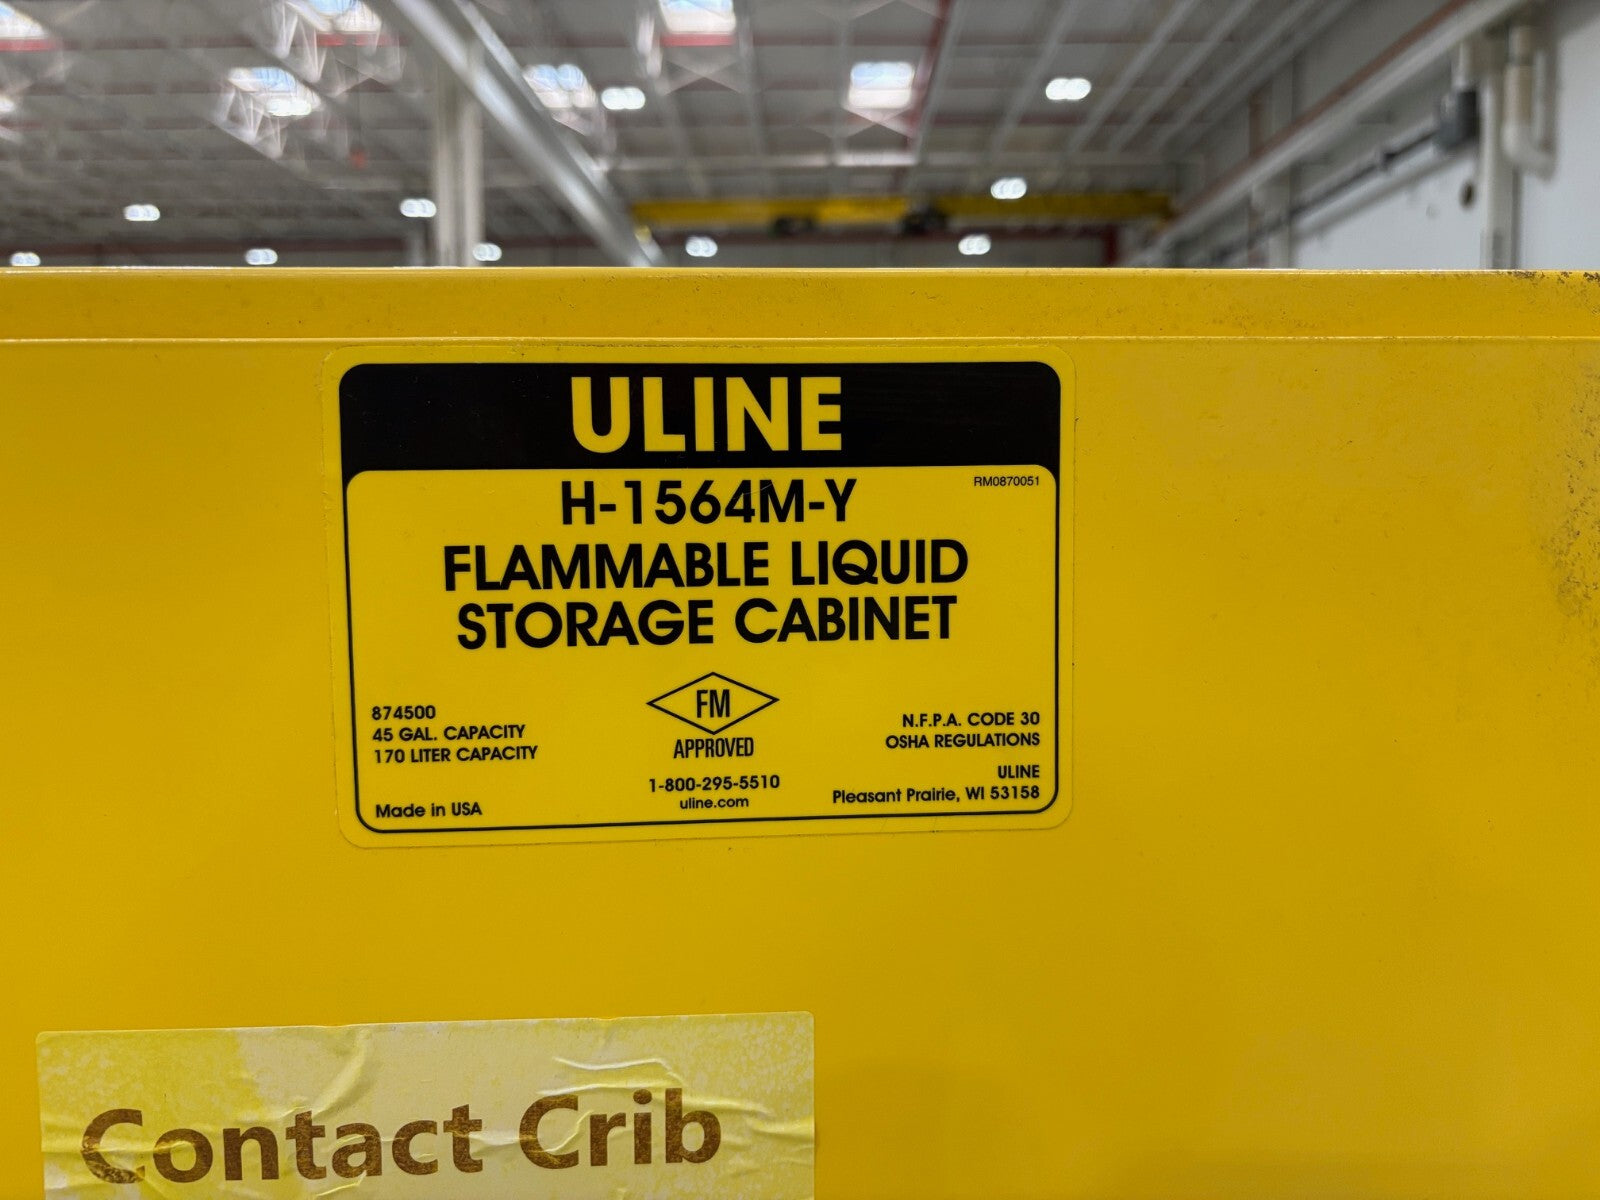 ULINE
H-1564M-Y
RM0870051
FLAMMABLE LIQUID
STORAGE CABINET
874500
45 GAL. CAPACITY
170 LITER CAPACITY
Made in USA
FM
APPROVED
1-800-295-5510
uline.com
N.F.P.A. CODE 30
OSHA REGULATIONS
ULINE
Pleasant Prairie, WI 53158
Contact Crib